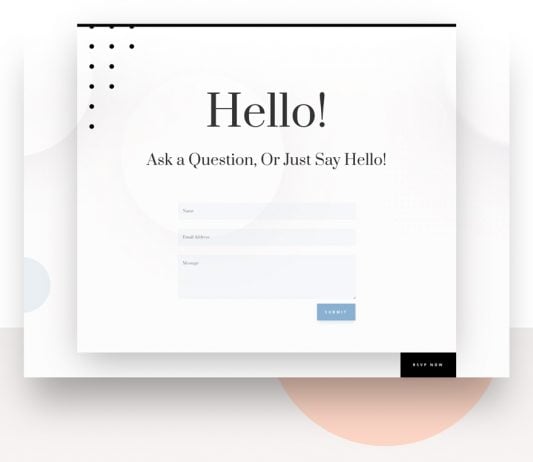 Hello!
Ask a Question, Or Just Say Hello!
Name
Email Address
Message
SUBMIT
RSVP NOW